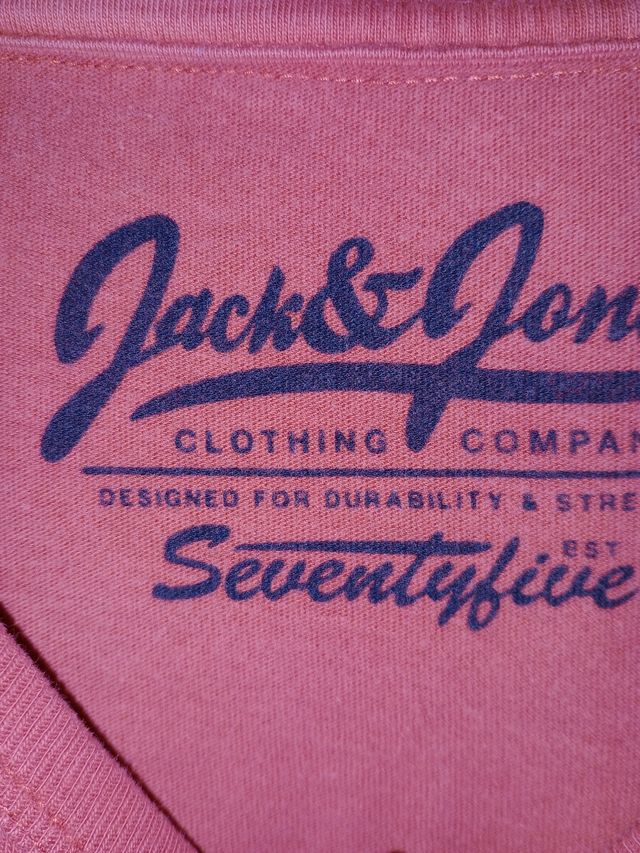 Jack&Jon
CLOTHING COMPAN
DESIGNED FOR DURABILITY & STRE
EST
Seventyfive